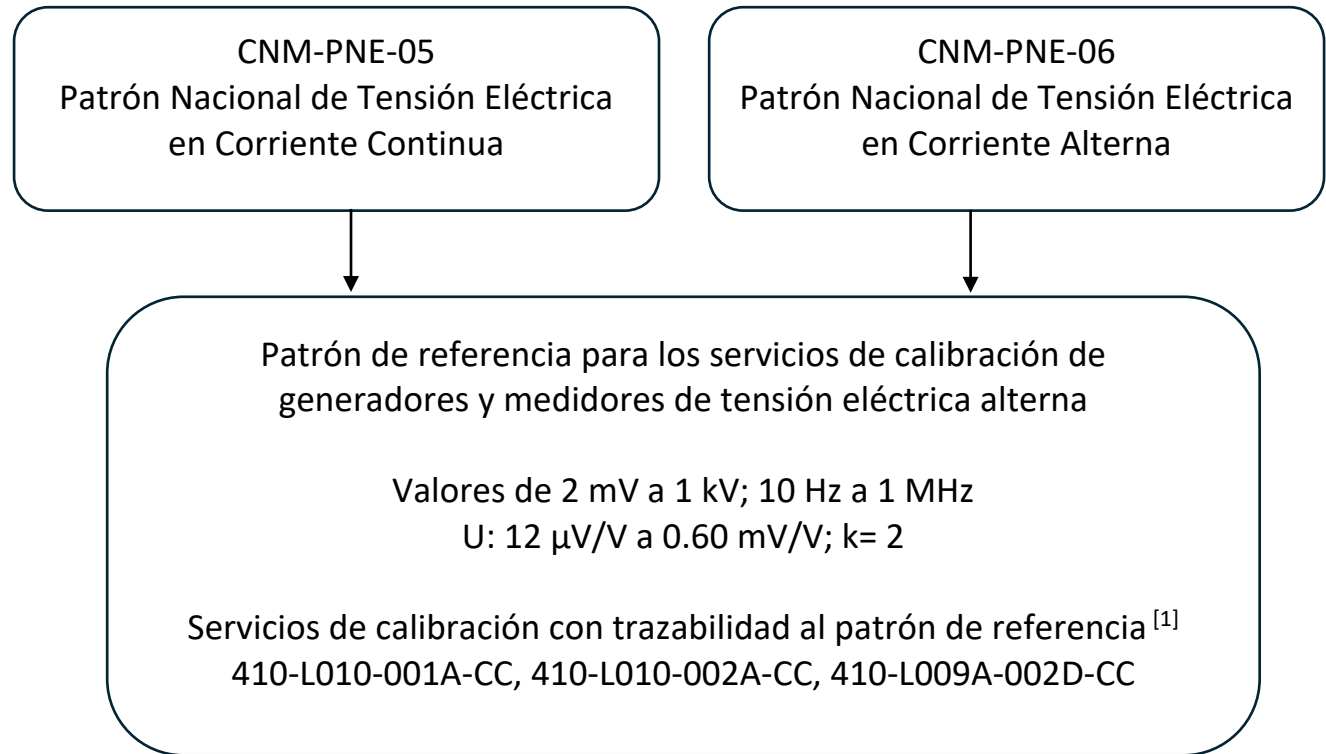 CNM-PNE-05
Patrón Nacional de Tensión Eléctrica
en Corriente Continua
CNM-PNE-06
Patrón Nacional de Tensión Eléctrica
en Corriente Alterna
Patrón de referencia para los servicios de calibración de
generadores y medidores de tensión eléctrica alterna
Valores de 2 mV a 1 kV; 10 Hz a 1 MHz
U: 12 µV/V a 0.60 mV/V; k= 2
Servicios de calibración con trazabilidad al patrón de referencia [1]
410-L010-001A-CC, 410-L010-002A-CC, 410-L009A-002D-CC